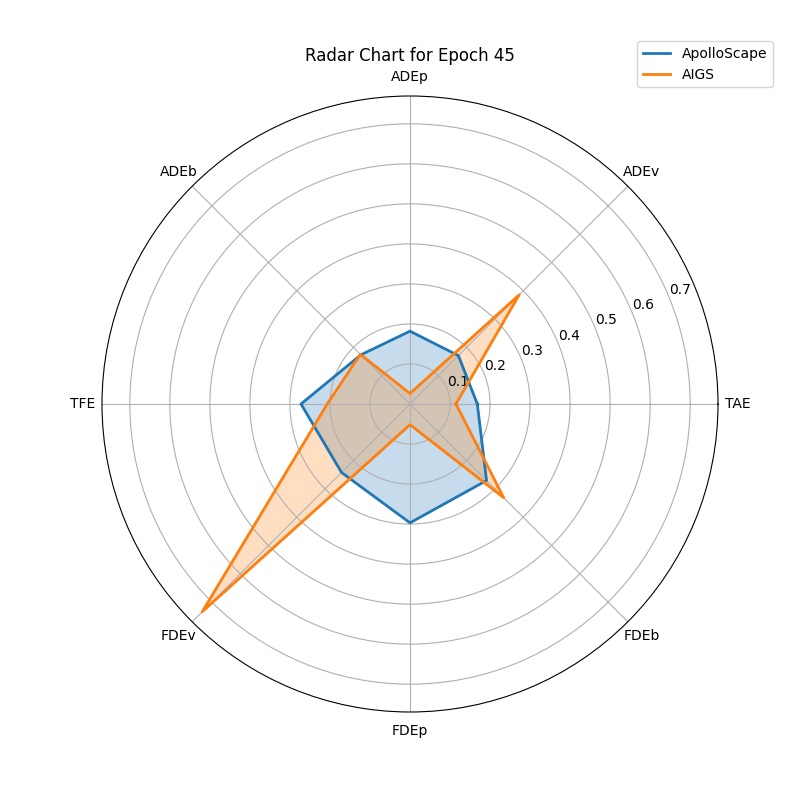 Radar Chart for Epoch 45
ApolloScape
AIGS
ADEp
ADEb
ADEv
0.7
0.6
0.5
0.4
0.3
0.2
0.1
TFE
TAE
FDEv
FDEb
FDEp